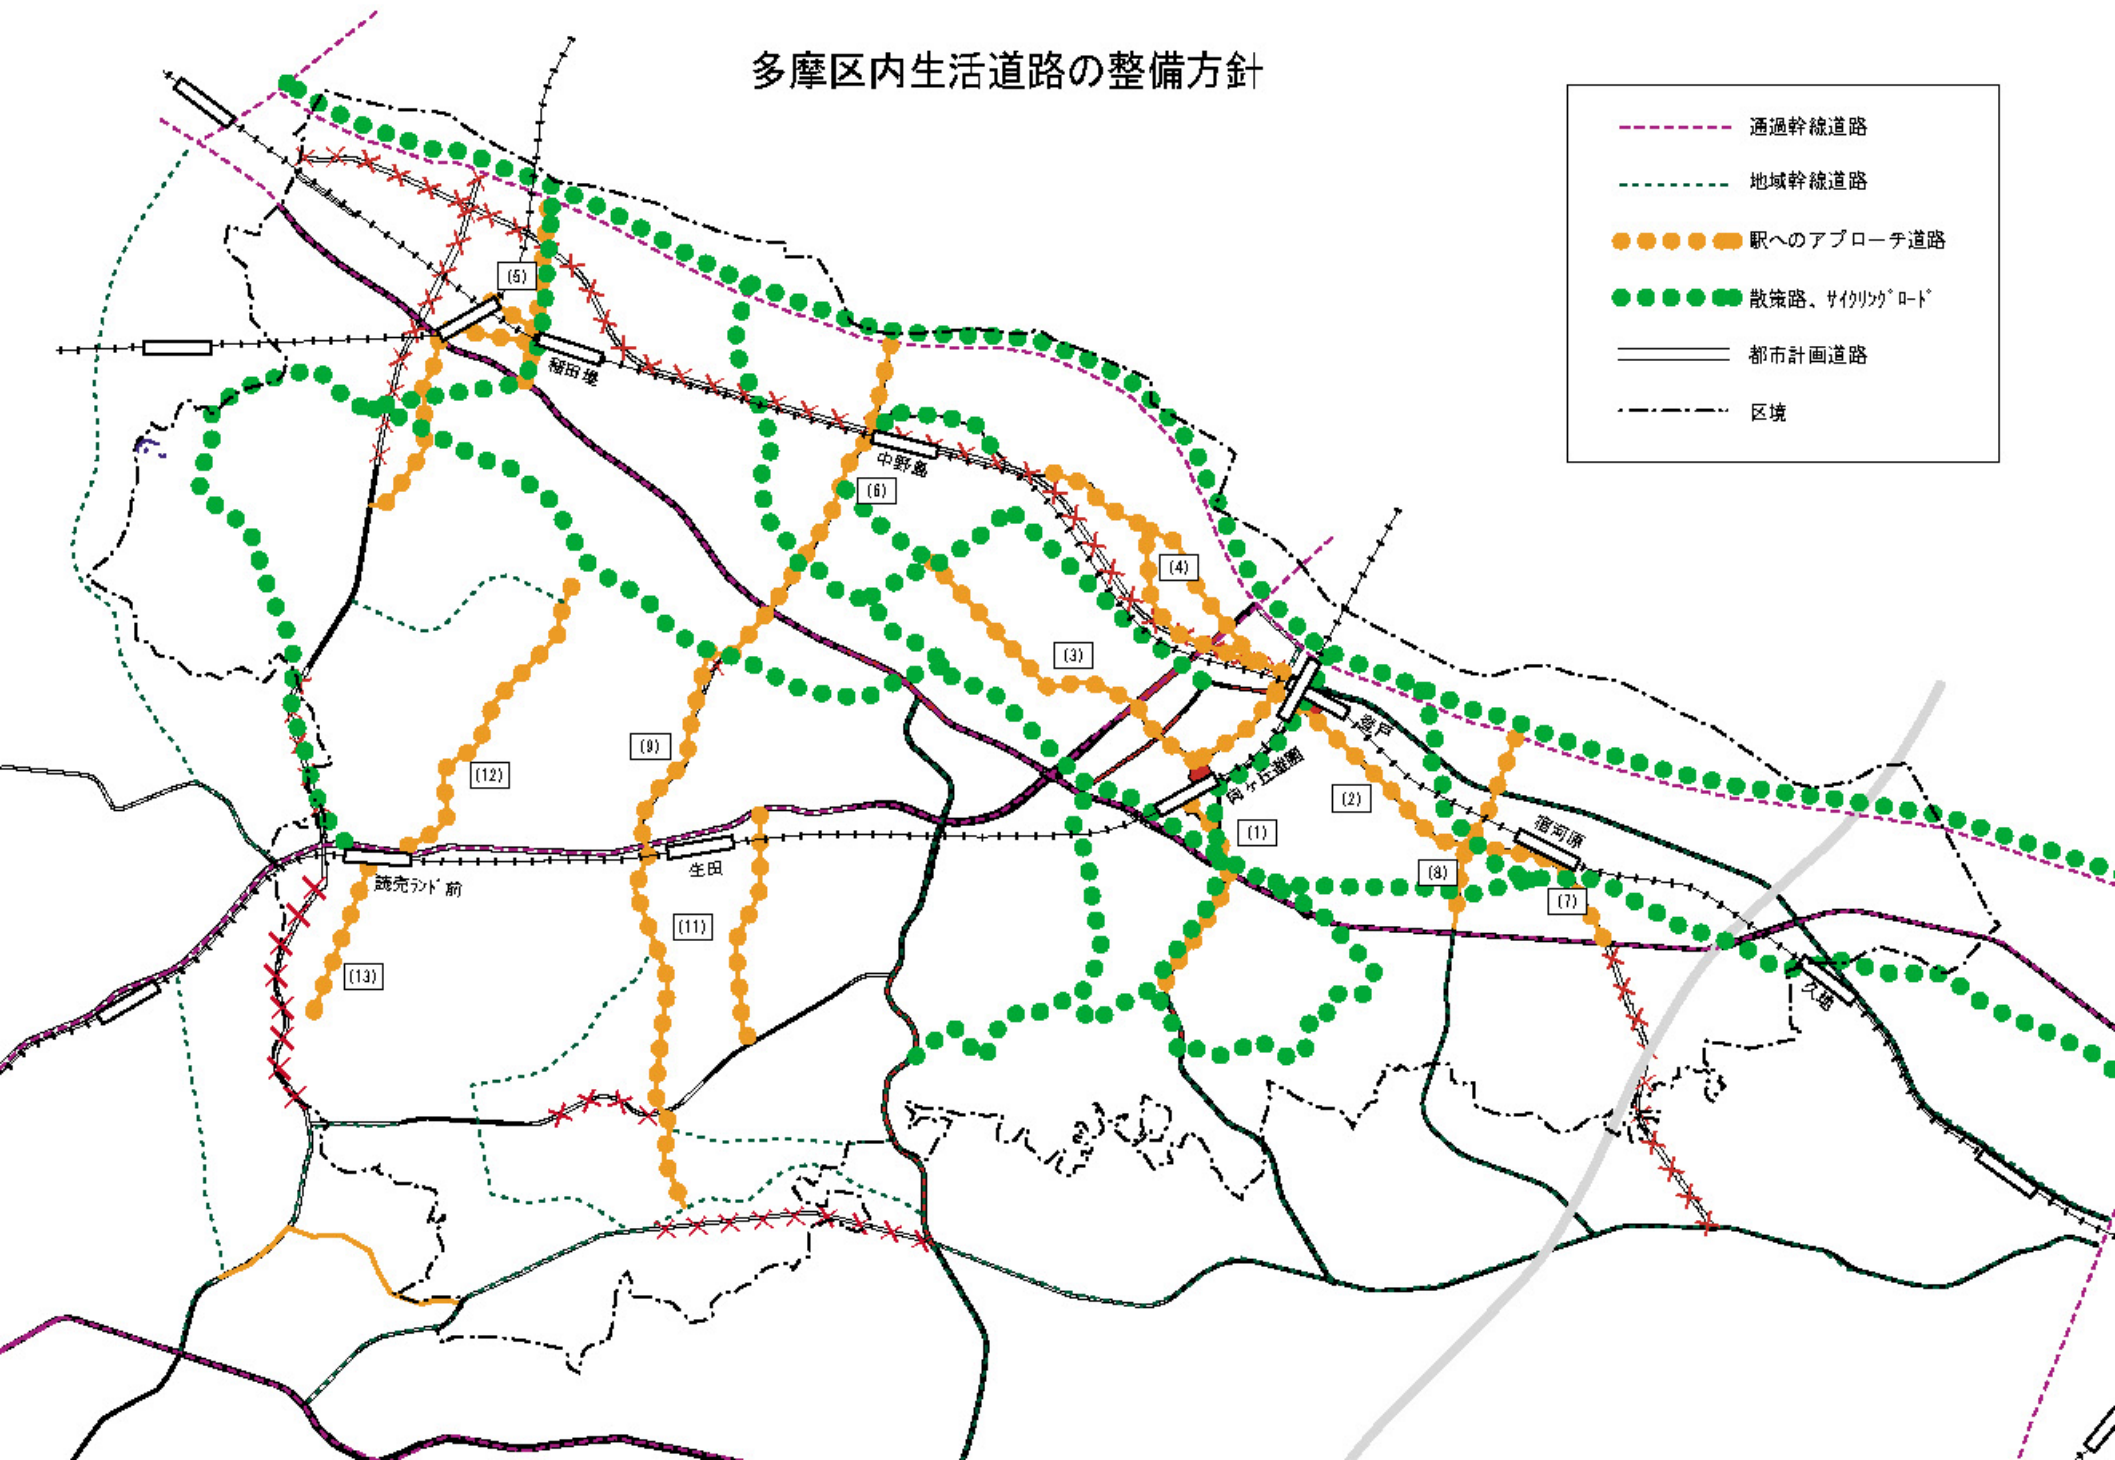 多摩区内生活道路の整備方針
通過幹線道路
地域幹線道路
駅へのアプローチ道路
散策路、ｻｲｸﾘﾝｸﾞﾛｰﾄﾞ
都市計画道路
区境
(5)
稲田堤
中野島
(6)
(4)
(3)
登戸
(9)
(12)
向ヶ丘遊園
(2)
(1)
宿河原
生田
(8)
読売ﾗﾝﾄﾞ前
(7)
(11)
(13)
久地